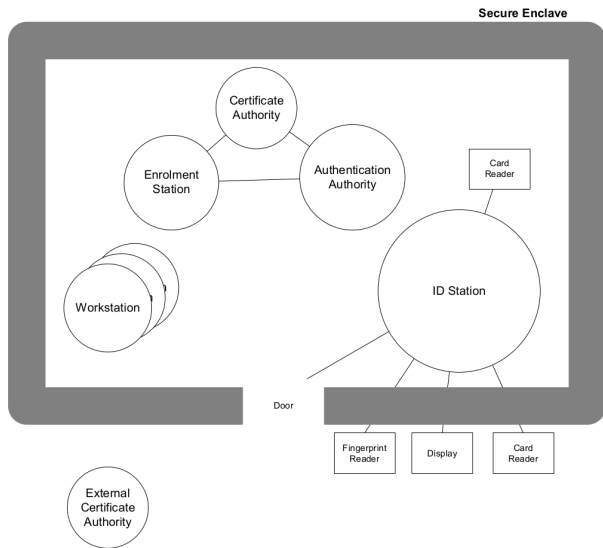 Secure Enclave
Certificate
Authority
Enrolment
Station
Authentication
Authority
Card
Reader
Workstation
ID Station
Door
Fingerprint
Reader
Display
Card
Reader
External
Certificate
Authority